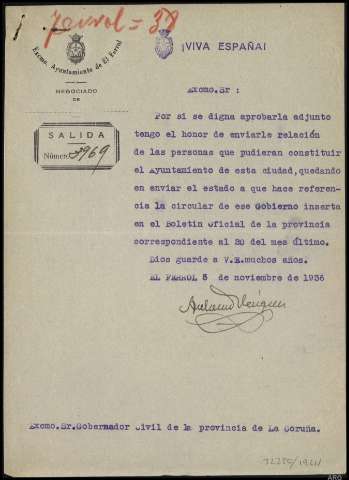 Ferrol = 38
¡VIVA ESPAÑA!
Excmo. Ayuntamiento de El Ferrol
NEGOCIADO
DE
SALIDA
Número 3969
Excmo.Sr:
Por si se digna aprobarla adjunto
tengo el honor de enviarle relación
de las personas que pudieran constituir
el Ayuntamiento de esta ciudad,quedando
en enviar el estado a que hace referen-
cia la circular de ese Gobierno inserta
en el Boletín Oficial de la provincia
correspondiente al 20 del mes último.
Dios guarde a V.E.muchos años.
EL FERROL 5 de noviembre de 1936
Excmo.Sr.Gobernador Civil de la provincia de La Coruña.
ARG